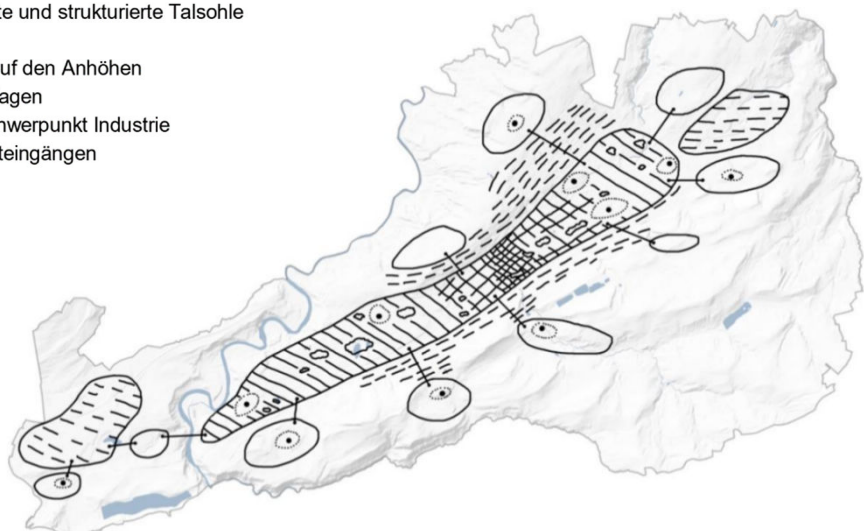 te und strukturierte Talsohle
uf den Anhöhen
agen
hwerpunkt Industrie
teingängen